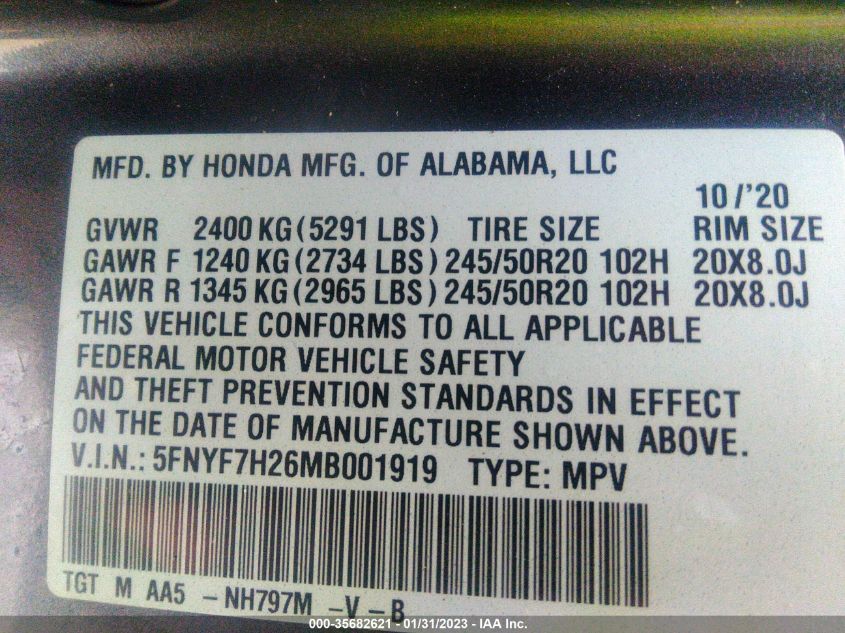 MFD. BY HONDA MFG. OF ALABAMA, LLC
10/'20
GVWR 2400 KG (5291 LBS) TIRE SIZE RIM SIZE
GAWR F 1240 KG (2734 LBS) 245/50R20 102H 20X8.0J
GAWR R 1345 KG (2965 LBS) 245/50R20 102H 20X8.0J
THIS VEHICLE CONFORMS TO ALL APPLICABLE
FEDERAL MOTOR VEHICLE SAFETY
AND THEFT PREVENTION STANDARDS IN EFFECT
ON THE DATE OF MANUFACTURE SHOWN ABOVE.
V.I.N.: 5FNYF7H26MB001919 TYPE: MPV
TGT M AA5 - NH797M - V - B
000-35682621 - 01/31/2023 - IAA Inc.